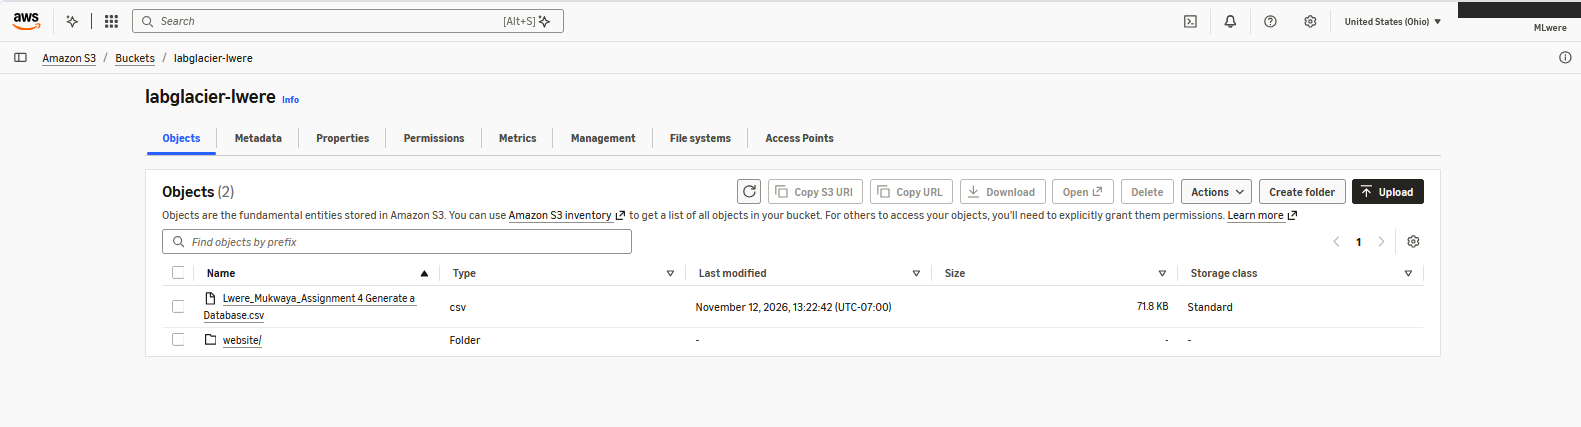 aws
Search [Alt+S]
United States (Ohio)
MLwere
Amazon S3 / Buckets / labglacier-lwere
labglacier-lwere Info
Objects Metadata Properties Permissions Metrics Management File systems Access Points
Objects (2)
Copy S3 URI Copy URL Download Open Delete Actions Create folder Upload
Objects are the fundamental entities stored in Amazon S3. You can use Amazon S3 inventory to get a list of all objects in your bucket. For others to access your objects, you'll need to explicitly grant them permissions. Learn more
Find objects by prefix
1
Name Type Last modified Size Storage class
Lwere_Mukwaya_Assignment 4 Generate a
Database.csv
csv November 12, 2026, 13:22:42 (UTC-07:00) 71.8 KB Standard
website/ Folder - - -